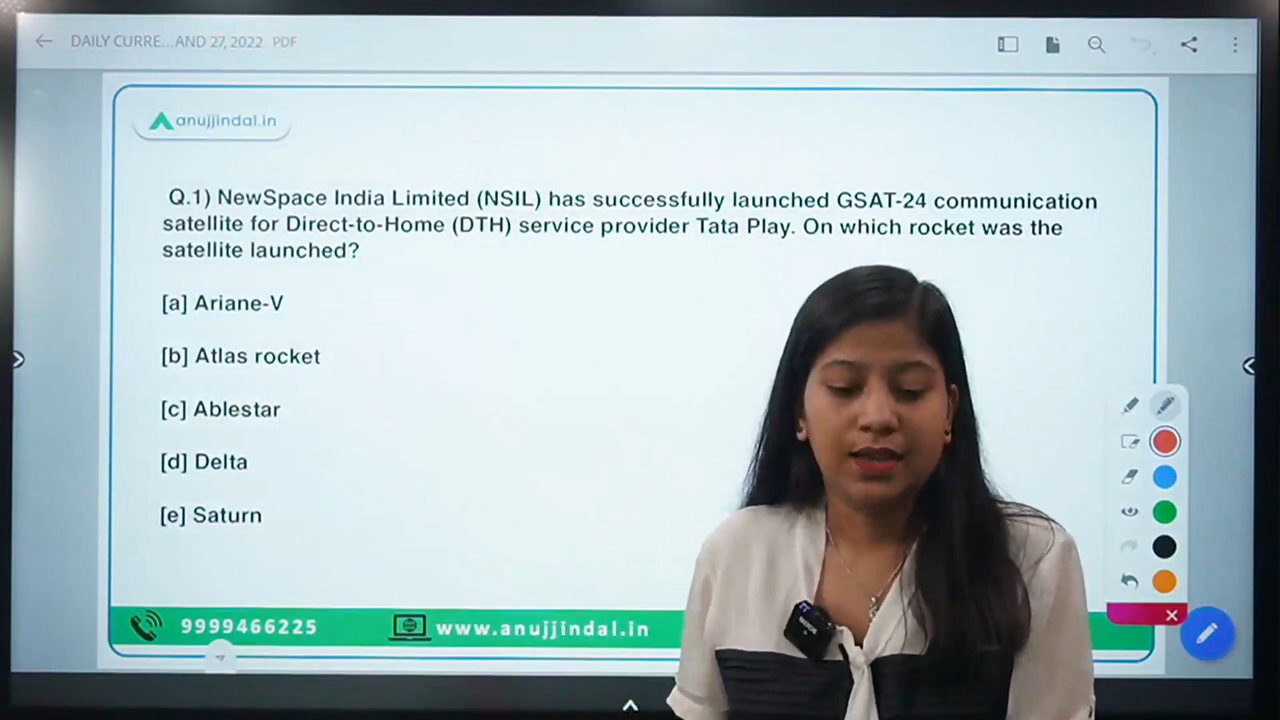 DAILY CURRE...AND 27, 2022 PDF
anujjindal.in
Q.1) NewSpace India Limited (NSIL) has successfully launched GSAT-24 communication
satellite for Direct-to-Home (DTH) service provider Tata Play. On which rocket was the
satellite launched?
[a] Ariane-V
[b] Atlas rocket
[c] Ablestar
[d] Delta
[e] Saturn
9999466225
www.anujjindal.in